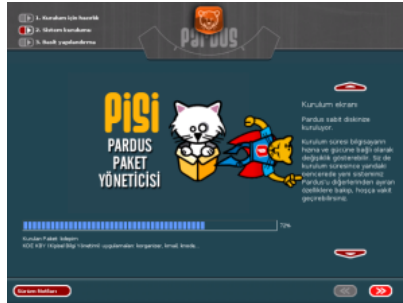 1. Kurulum için hazırlık
2. Sistem kurulumu
3. Basit yapılandırma
PARDUS
PiSi
PARDUS
PAKET
YÖNETİCİSİ
Kurulum ekranı
Pardus sabit diskinize
kuruluyor.
Kurulum süresi bilgisayarın
hızına ve gücüne bağlı olarak
değişiklik gösterebilir. Siz de
kurulum süresince yandaki
pencerede yeni sisteminiz
Pardus'u diğerlerinden ayıran
özelliklere bakıp, hoşça vakit
geçirebilirsiniz.
72%
Kurulan Paket: kdepim
KDE KBY (Kişisel Bilgi Yönetimi) uygulamaları: korganizer, kmail, knode...
Sürüm Notları